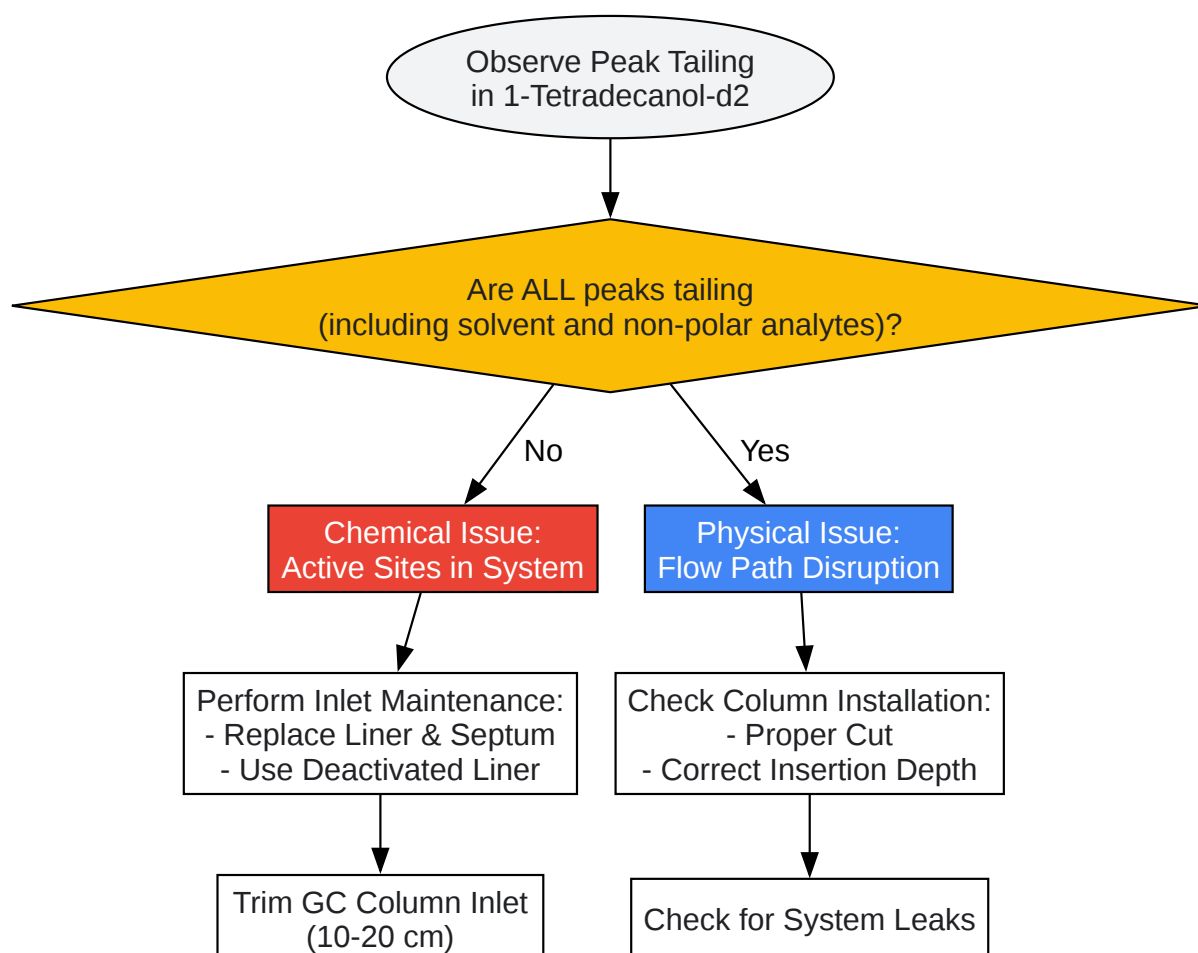 Observe Peak Tailing
in 1-Tetradecanol-d2
Are ALL peaks tailing
(including solvent and non-polar analytes)?
No
Yes
Chemical Issue:
Active Sites in System
Physical Issue:
Flow Path Disruption
Perform Inlet Maintenance:
- Replace Liner & Septum
- Use Deactivated Liner
Check Column Installation:
- Proper Cut
- Correct Insertion Depth
Trim GC Column Inlet
(10-20 cm)
Check for System Leaks